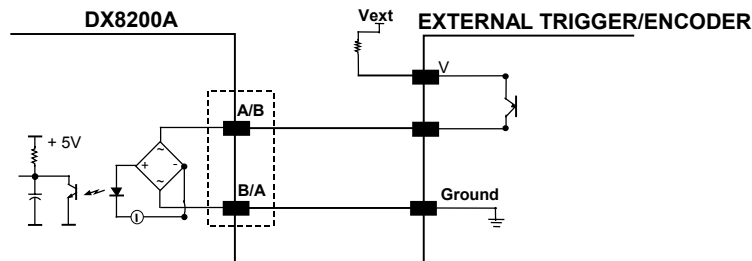 DX8200A
Vext
EXTERNAL TRIGGER/ENCODER
V
A/B
+ 5V
~
+ -
~
B/A
I
Ground